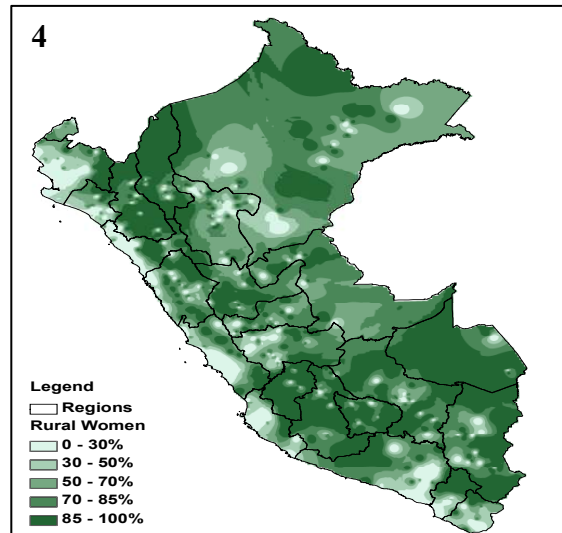 4
Legend
Regions
Rural Women
0 - 30%
30 - 50%
50 - 70%
70 - 85%
85 - 100%